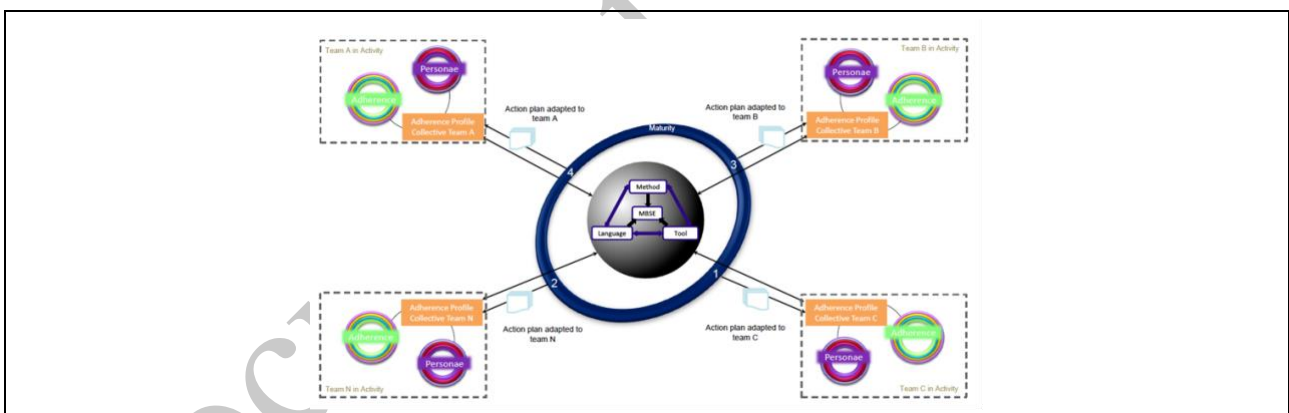 Team A in Activity
Personae
Adherence
Adherence Profile
Collective Team A
Action plan adapted to
team A
Team B in Activity
Personae
Adherence
Adherence Profile
Collective Team B
Action plan adapted to
team B
Maturity
4
3
Method
MBSE
Language
Tool
2
1
Adherence Profile
Collective Team N
Adherence
Personae
Team N in Activity
Action plan adapted to
team N
Adherence Profile
Collective Team C
Adherence
Personae
Team C in Activity
Action plan adapted to
team C